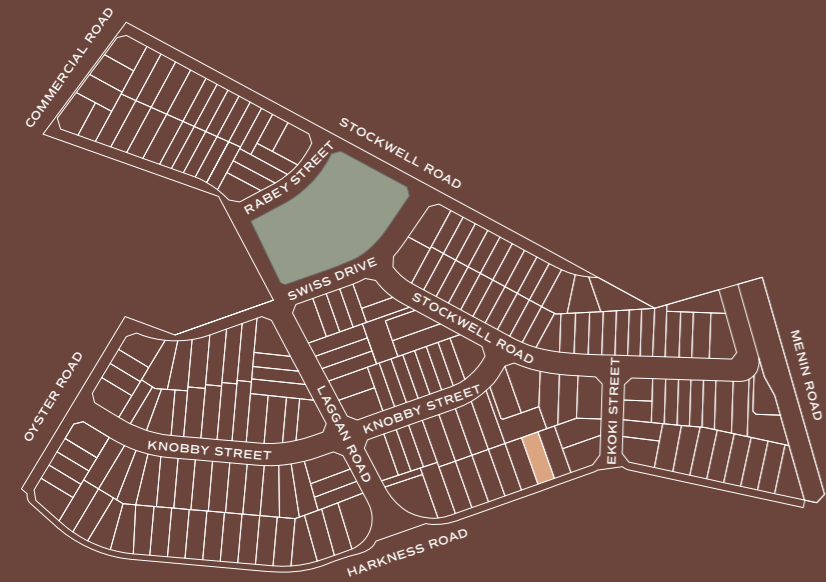 COMMERCIAL ROAD
STOCKWELL ROAD
RABEY STREET
SWISS DRIVE
STOCKWELL ROAD
MENIN ROAD
OYSTER ROAD
LAGGAN ROAD
KNOBBY STREET
EKOKI STREET
KNOBBY STREET
HARKNESS ROAD